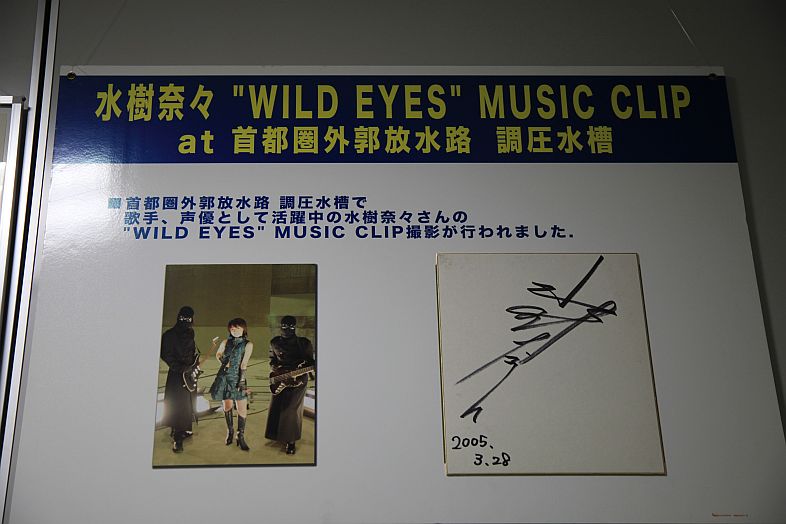 水樹奈々 "WILD EYES" MUSIC CLIP
at 首都圏外郭放水路 調圧水槽
■首都圏外郭放水路 調圧水槽で
歌手、声優として活躍中の水樹奈々さんの
"WILD EYES" MUSIC CLIP撮影が行われました.
2005.
3.28